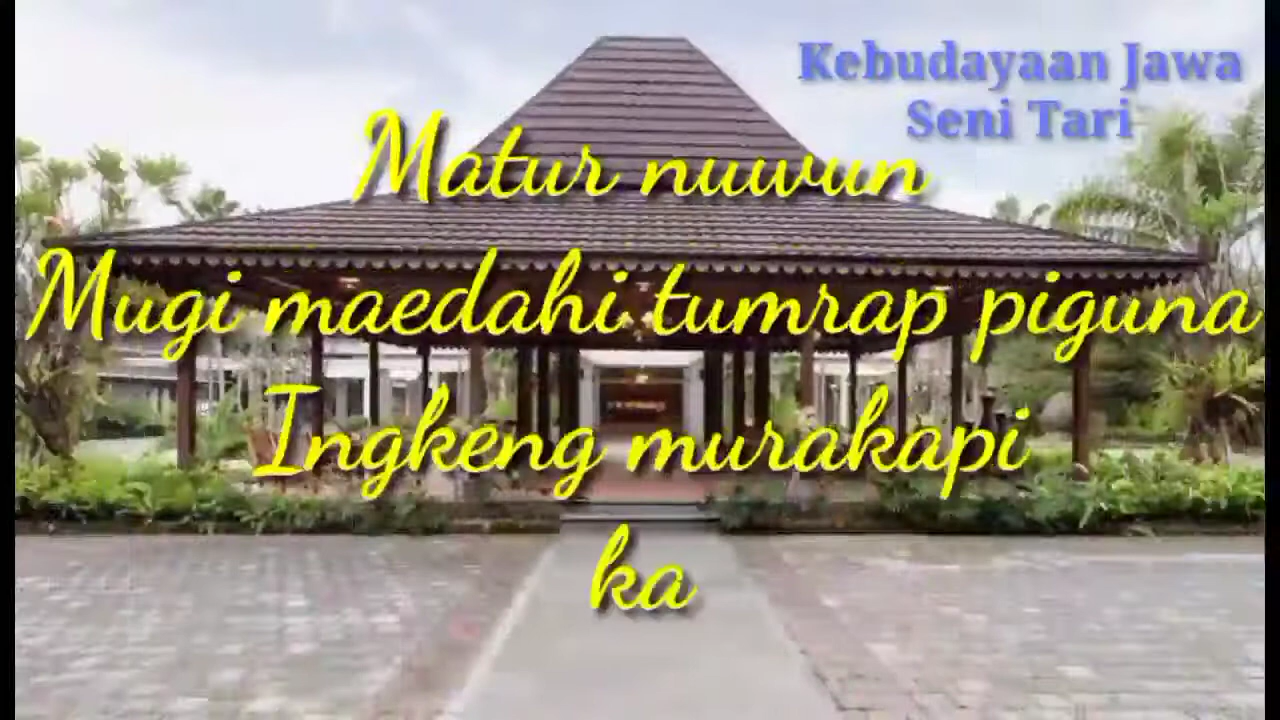 Kebudayaan Jawa
Seni Tari
Matur nuwun
Mugi maedahi tumrap piguna
Ingkeng murakapi
ka